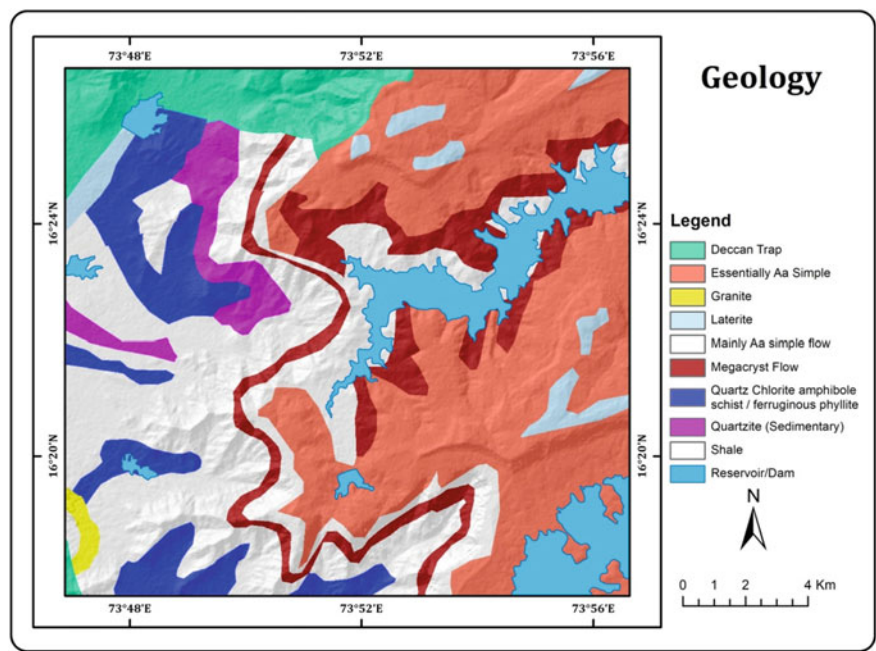 73°48'E 73°52'E 73°56'E
Geology
16°24'N 16°24'N
16°20'N 16°20'N
73°48'E 73°52'E 73°56'E
Legend
Deccan Trap
Essentially Aa Simple
Granite
Laterite
Mainly Aa simple flow
Megacryst Flow
Quartz Chlorite amphibole
schist / ferruginous phyllite
Quartzite (Sedimentary)
Shale
Reservoir/Dam
N
0 1 2 4 Km